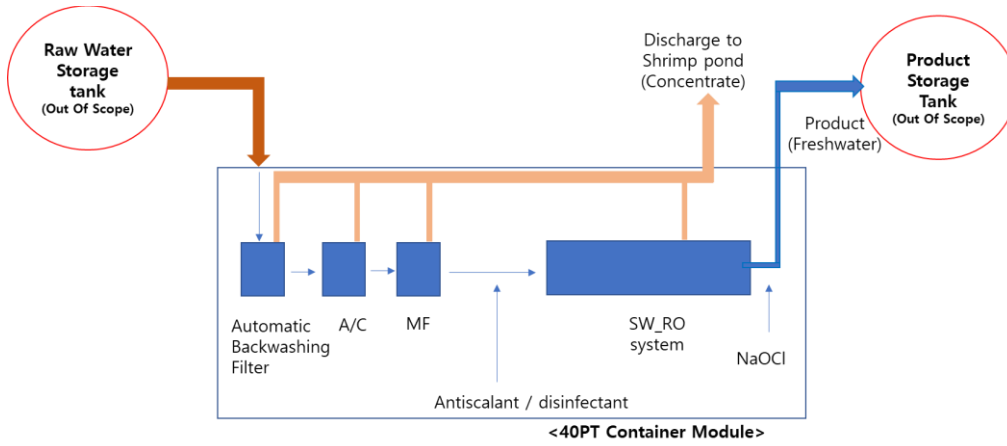 Raw Water
Storage
tank
(Out Of Scope)
Discharge to
Shrimp pond
(Concentrate)
Product
Storage
Tank
(Out Of Scope)
Product
(Freshwater)
Automatic
Backwashing
Filter
A/C
MF
SW_RO
system
NaOCl
Antiscalant / disinfectant
<40PT Container Module>